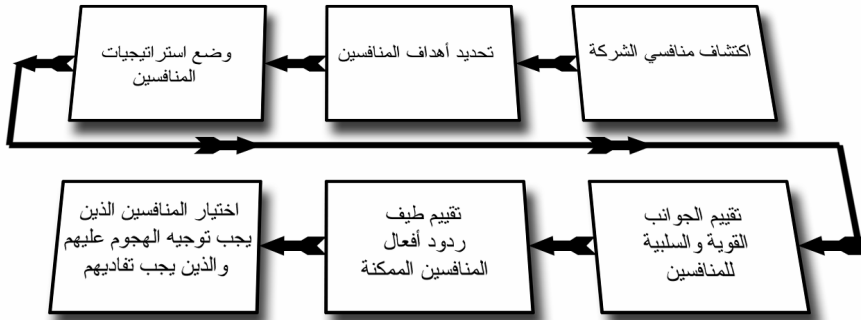 اكتشاف منافسي الشركة
تحديد أهداف المنافسين
وضع استراتيجيات
المنافسين
تقييم الجوانب
القوية والسلبية
للمنافسين
تقييم طيف
ردود أفعال
المنافسين الممكنة
اختيار المنافسين الذين
يجب توجيه الهجوم عليهم
والذين يجب تفاديهم